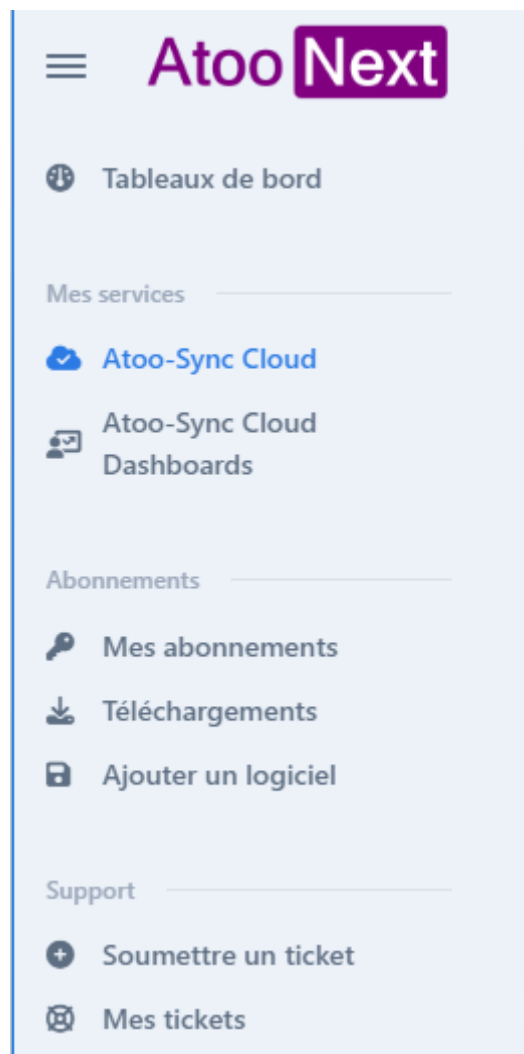 Atoo Next
Tableaux de bord
Mes services
Atoo-Sync Cloud
Atoo-Sync Cloud
Dashboards
Abonnements
Mes abonnements
Téléchargements
Ajouter un logiciel
Support
Soumettre un ticket
Mes tickets